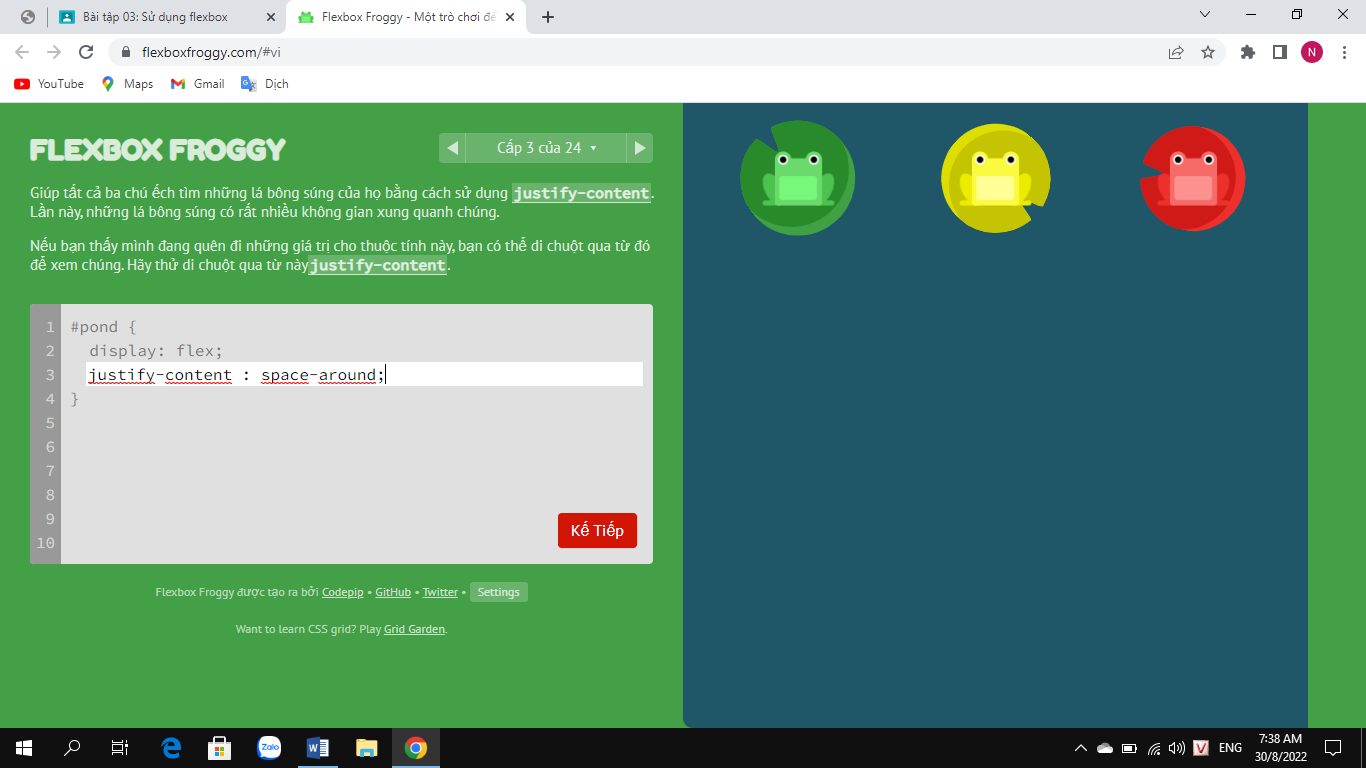 Bài tập 03: Sử dụng flexbox
Flexbox Froggy - Một trò chơi để
flexboxfroggy.com/#vi
N
YouTube
Maps
Gmail
Dịch
FLEXBOX FROGGY
Cấp 3 của 24
Giúp tất cả ba chú ếch tìm những lá bông súng của họ bằng cách sử dụng justify-content.
Lần này, những lá bông súng có rất nhiều không gian xung quanh chúng.
Nếu bạn thấy mình đang quên đi những giá trị cho thuộc tính này, bạn có thể di chuột qua từ đó
để xem chúng. Hãy thử di chuột qua từ này justify-content.
1 #pond {
2 display: flex;
3 justify-content : space-around;
4 }
5
6
7
8
9
10
Kế Tiếp
Flexbox Froggy được tạo ra bởi Codepip • GitHub • Twitter • Settings
Want to learn CSS grid? Play Grid Garden.
Zalo
W
V
ENG
7:38 AM
30/8/2022